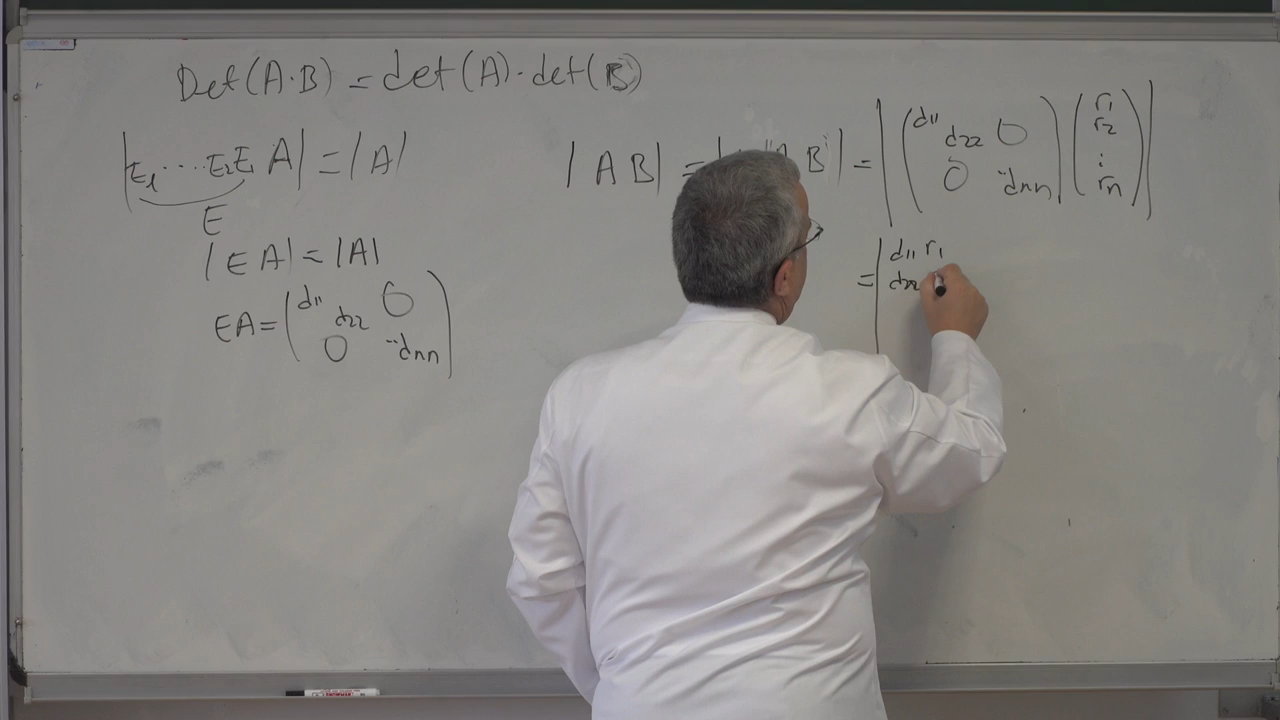 Det(A·B) = det(A)·det(B)
|E₁ ···· E₂E₁ A| = |A|
E
|EA| = |A|
EA = (d11 d22 0 0 ··dnn)
|AB| = | A B| = |(d11 d22 0 0 ··dnn)(r1 r2 : rn)|
= |d11 r1
d22